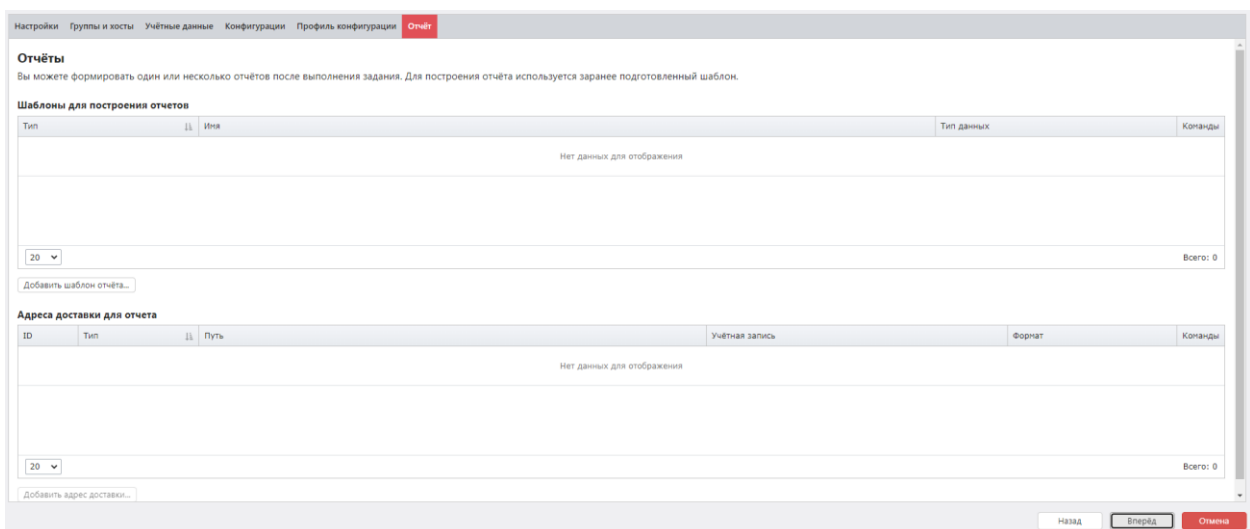 Настройки Группы и хосты Учётные данные Конфигурации Профиль конфигурации Отчёт
Отчёты
Вы можете формировать один или несколько отчётов после выполнения задания. Для построения отчёта используется заранее подготовленный шаблон.
Шаблоны для построения отчетов
Тип Имя Тип данных Команды
Нет данных для отображения
20 Всего: 0
Добавить шаблон отчёта...
Адреса доставки для отчета
ID Тип Путь Учётная запись Формат Команды
Нет данных для отображения
20 Всего: 0
Добавить адрес доставки...
Назад Вперёд Отмена